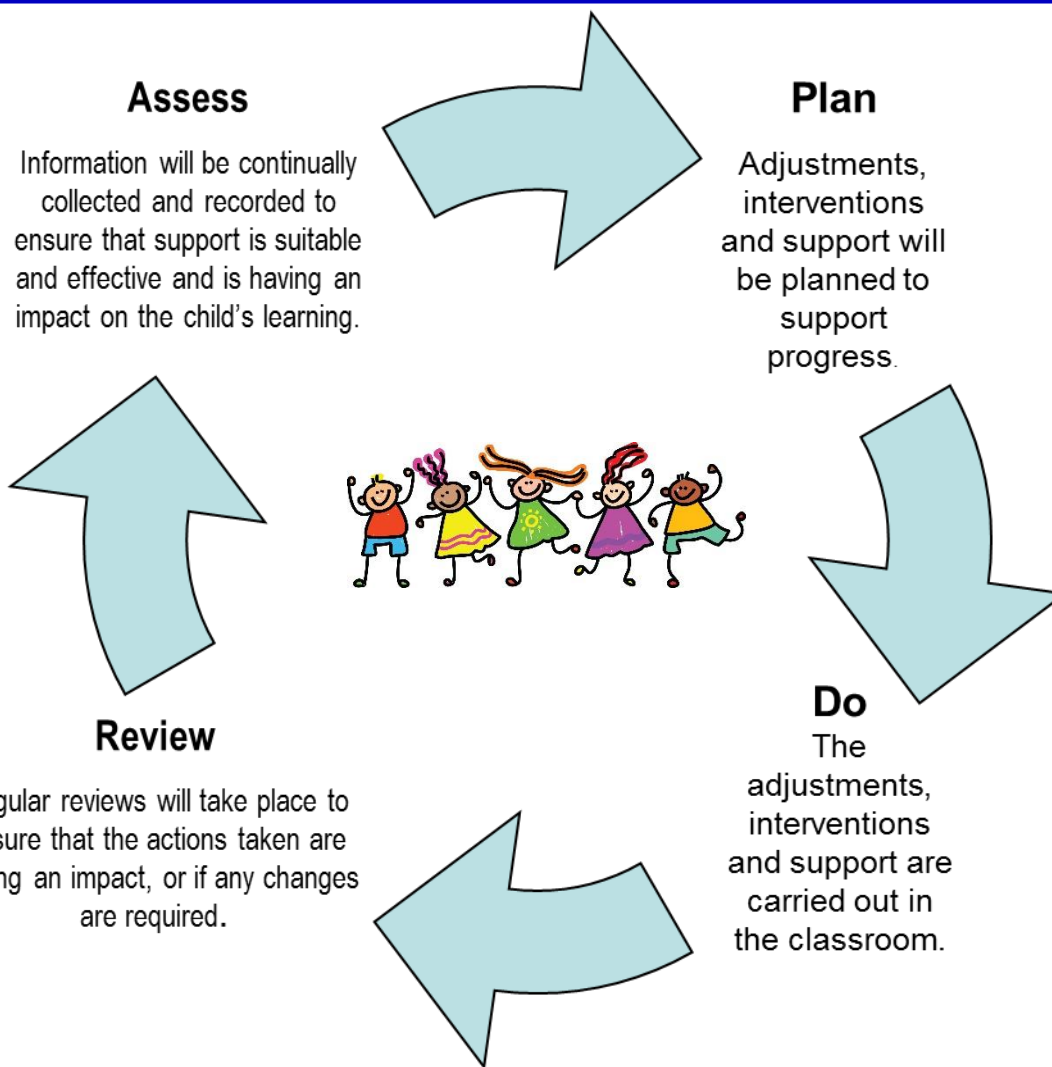 Assess
Information will be continually
collected and recorded to
ensure that support is suitable
and effective and is having an
impact on the child's learning.
Plan
Adjustments,
interventions
and support will
be planned to
support
progress.
Do
The
adjustments,
interventions
and support are
carried out in
the classroom.
Review
gular reviews will take place to
sure that the actions taken are
ng an impact, or if any changes
are required.